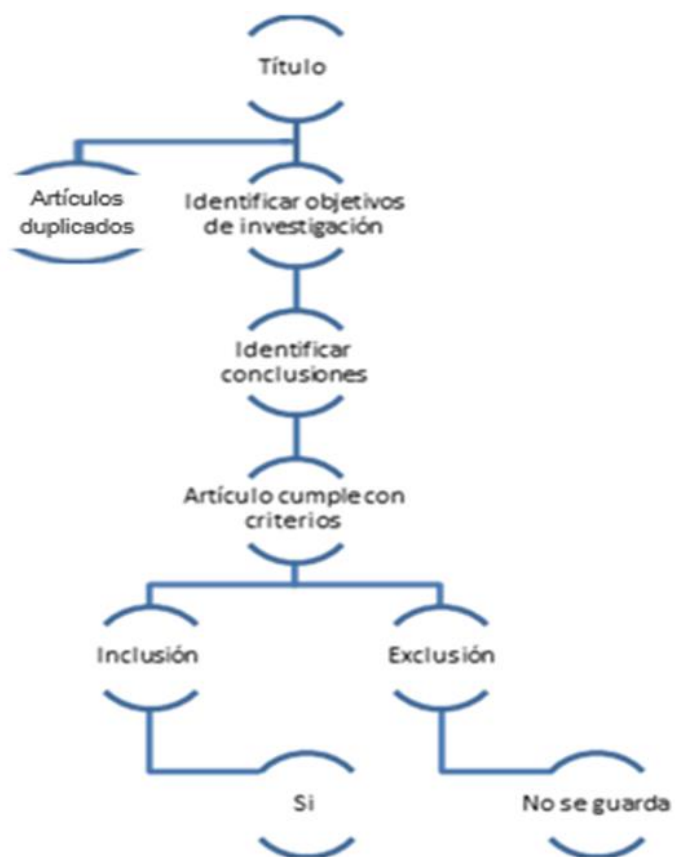 Título
Artículos
duplicados
Identificar objetivos
de investigación
Identificar
conclusiones
Artículo cumple con
criterios
Inclusión
Exclusión
Si
No se guarda